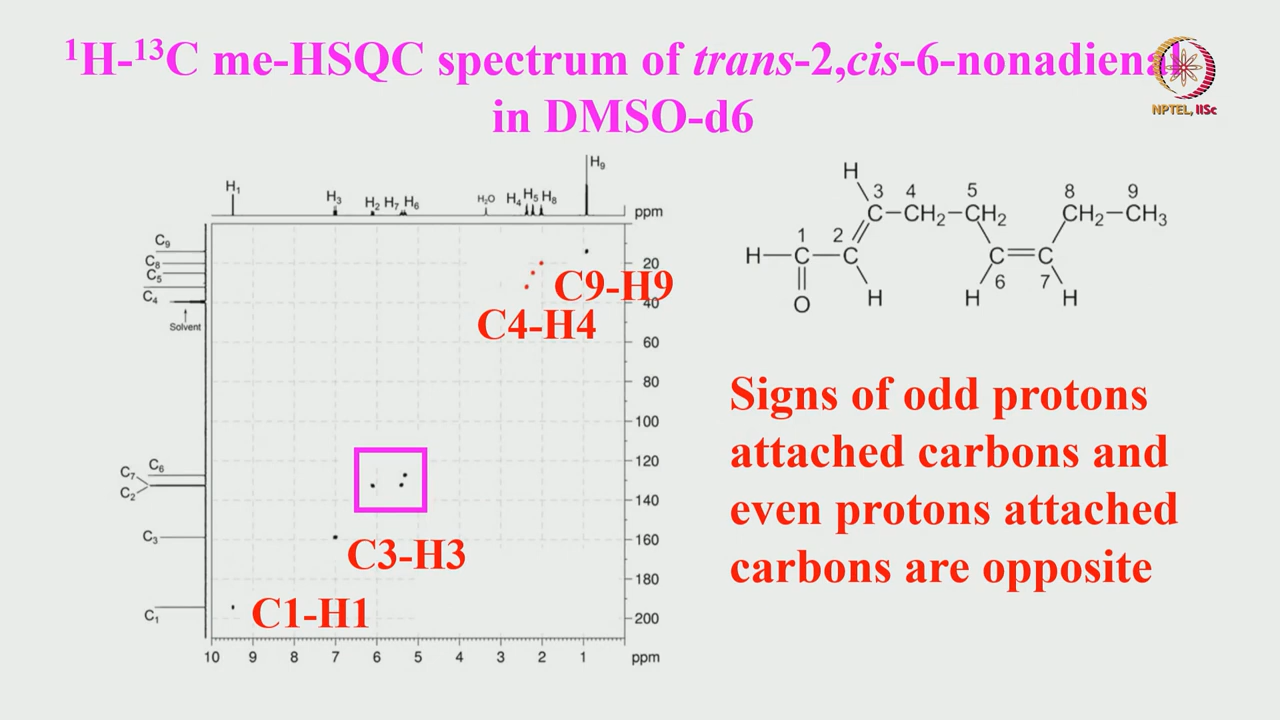 ¹H-¹³C me-HSQC spectrum of trans-2,cis-6-nonadienal
in DMSO-d6
NPTEL, IISc
H₁
H₃
H₂ H₇ H₆
H₂O
H₄ H₅ H₈
H₉
ppm
C₉
C₈
C₅
C₄
Solvent
C₇ C₆
C₂
C₃
C₁
20
40
60
80
100
120
140
160
180
200
C9-H9
C4-H4
C3-H3
C1-H1
10 9 8 7 6 5 4 3 2 1 ppm
H
3 4 5 8 9
CH₂ CH₂ CH₂ CH₃
1 2
H C C C C
6 7
O H H H
Signs of odd protons
attached carbons and
even protons attached
carbons are opposite